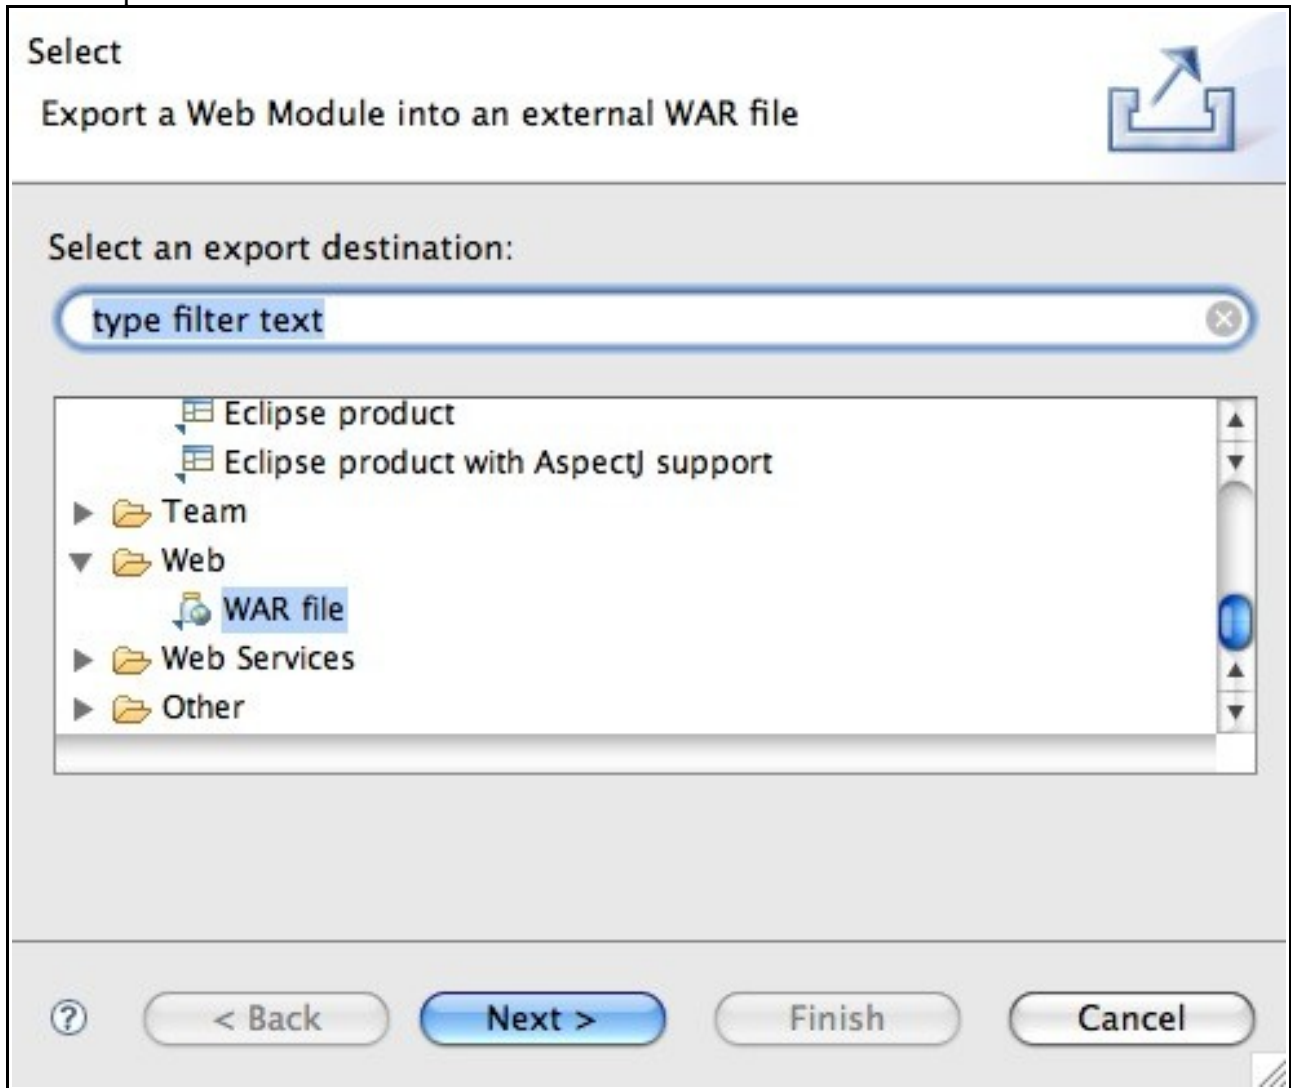 Select
Export a Web Module into an external WAR file
Select an export destination:
type filter text
Eclipse product
Eclipse product with AspectJ support
Team
Web
WAR file
Web Services
Other
? < Back Next > Finish Cancel